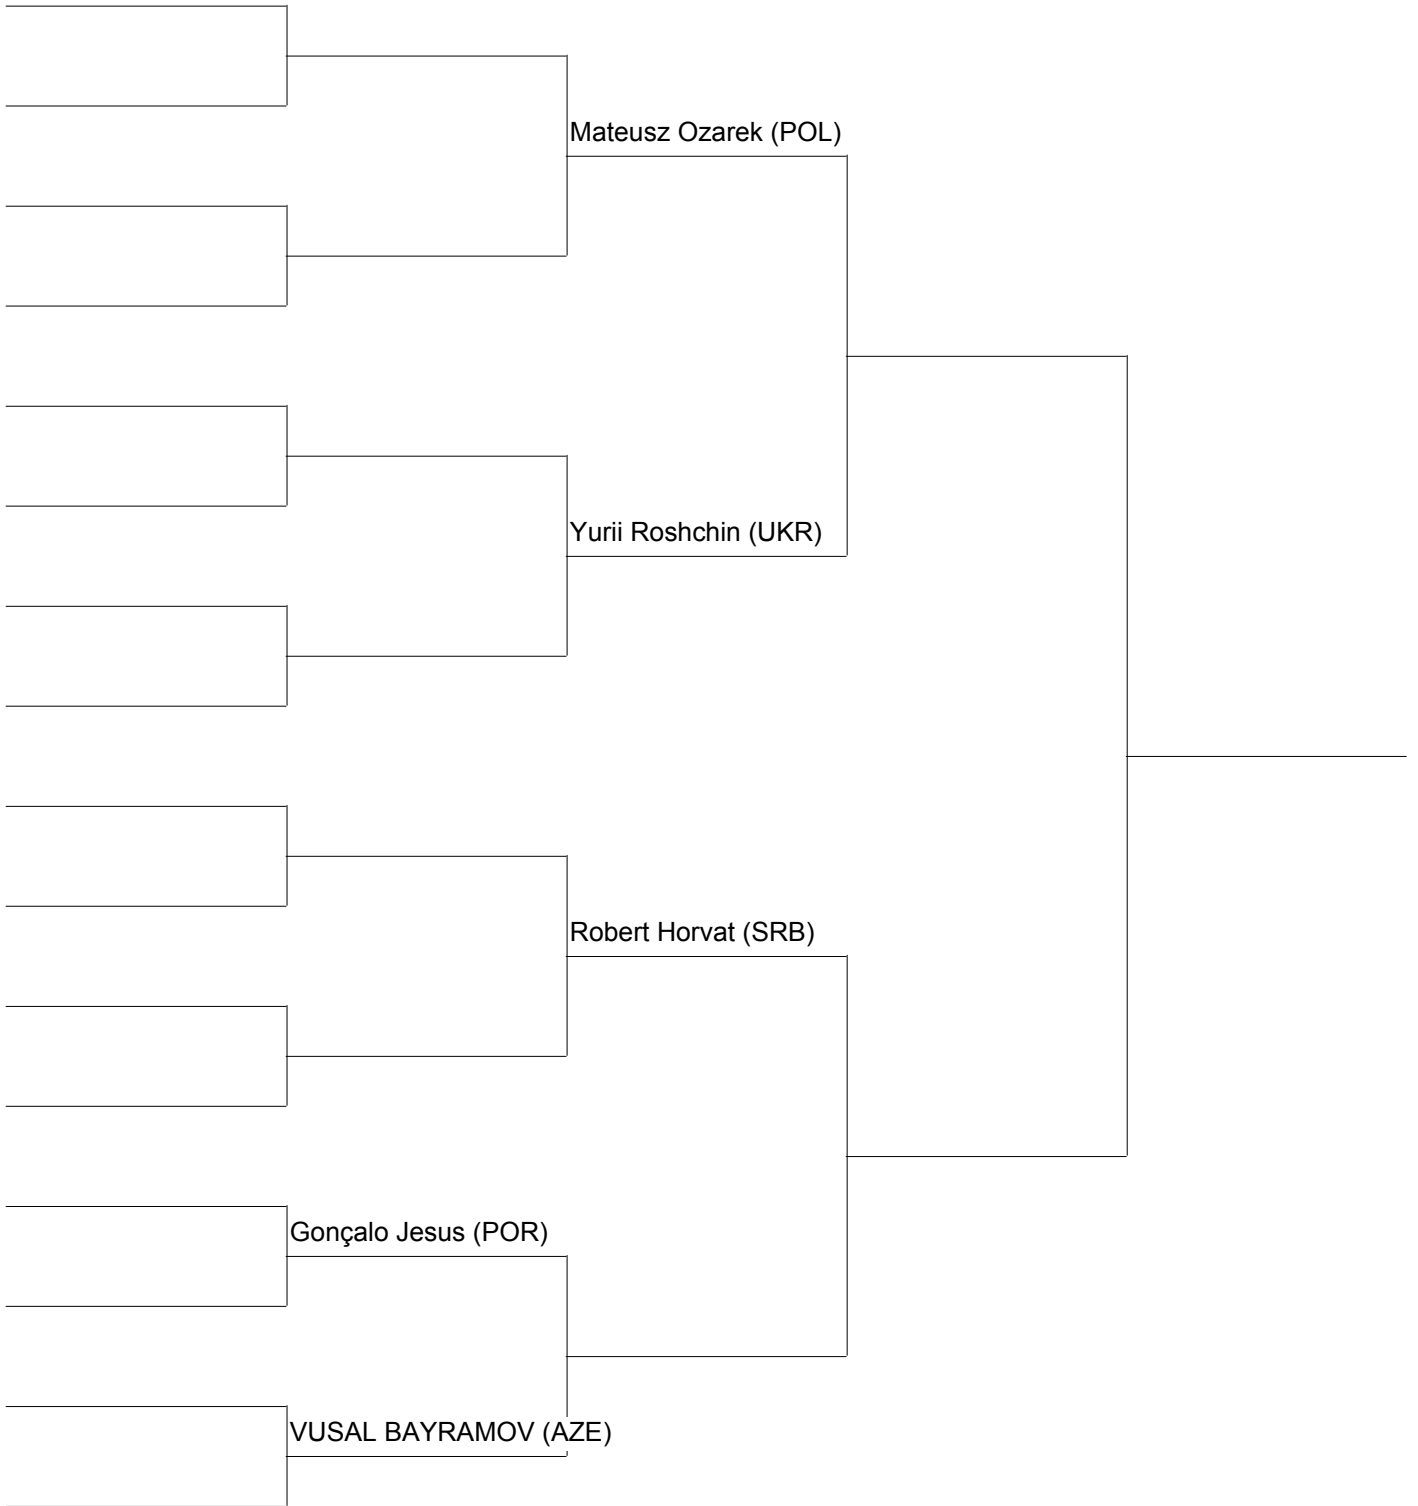 Mateusz Ozarek (POL)
Yurii Roshchin (UKR)
Robert Horvat (SRB)
Gonçalo Jesus (POR)
VUSAL BAYRAMOV (AZE)